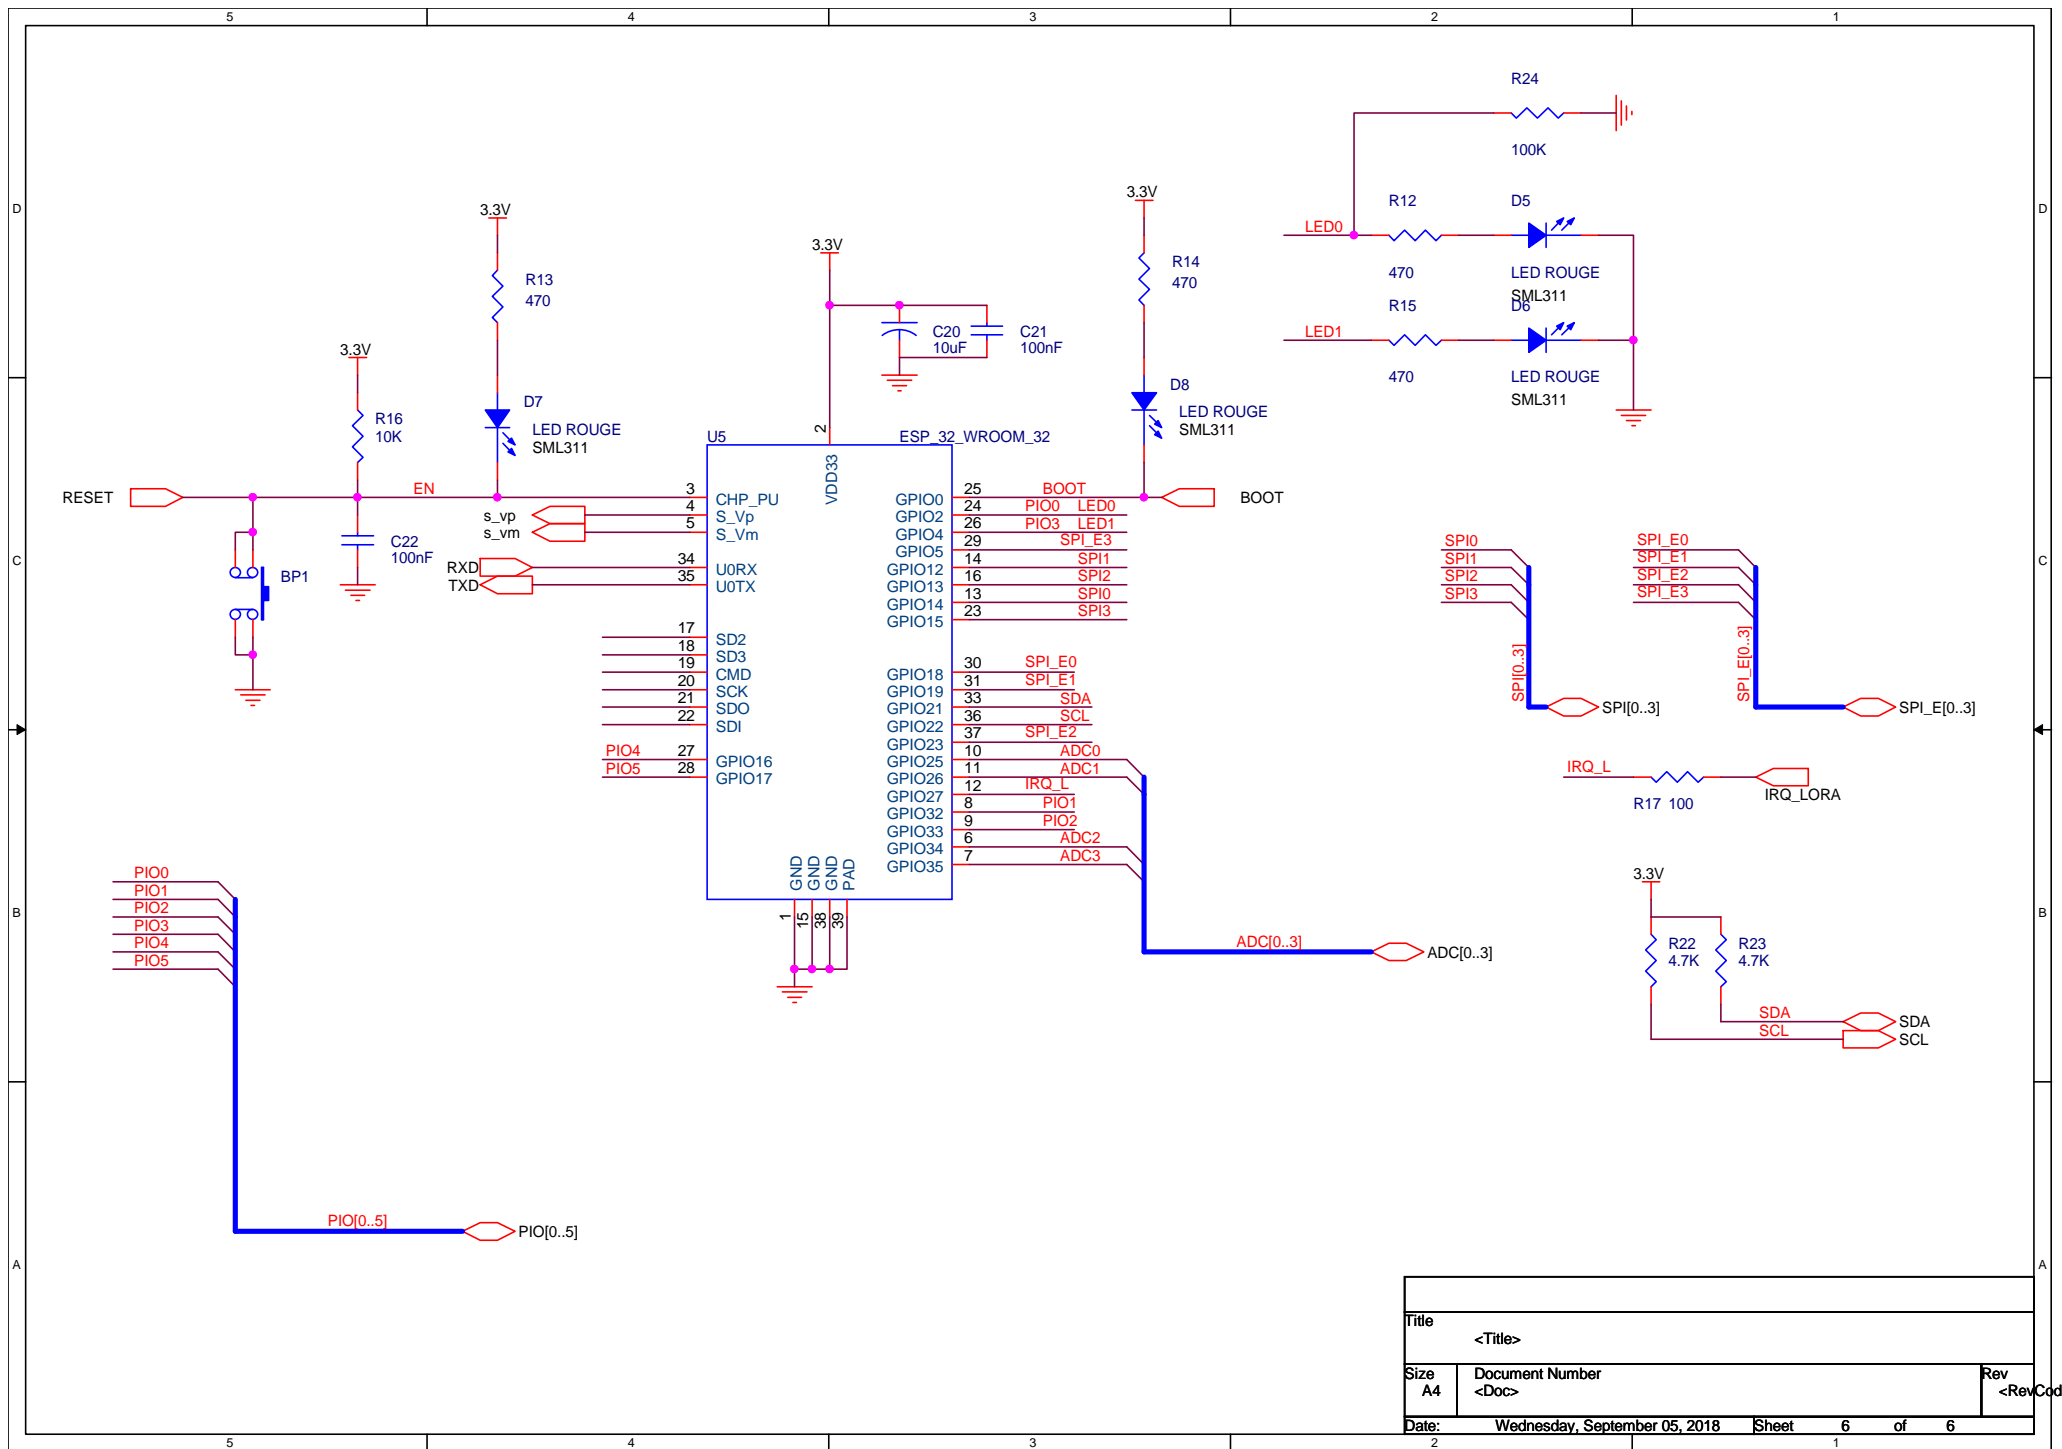 5 4 3 2 1
D
R24
100K
3.3V
R14
470
R12
D5
LED0
470
LED ROUGE
SML311
R15
D6
LED1
470
LED ROUGE
SML311
D
3.3V
R13
470
3.3V
C20
10uF
C21
100nF
3.3V
R16
10K
D7
LED ROUGE
SML311
D8
LED ROUGE
SML311
C
RESET
EN
C22
100nF
BP1
s_vp
s_vm
RXD
TXD
U5
ESP_32_WROOM_32
2
VDD33
3 CHP_PU
4 S_Vp
5 S_Vm
34 U0RX
35 U0TX
17 SD2
18 SD3
19 CMD
20 SCK
21 SDO
22 SDI
PIO4 27 GPIO16
PIO5 28 GPIO17
GPIO0 25 BOOT
BOOT
GPIO2 24 PIO0 LED0
GPIO4 26 PIO3 LED1
GPIO5 29 SPI_E3
GPIO12 14 SPI1
GPIO13 16 SPI2
GPIO14 13 SPI0
GPIO15 23 SPI3
GPIO18 30 SPI_E0
GPIO19 31 SPI_E1
GPIO21 33 SDA
GPIO22 36 SCL
GPIO23 37 SPI_E2
GPIO25 10 ADC0
GPIO26 11 ADC1
GPIO27 12 IRQ_L
GPIO32 8 PIO1
GPIO33 9 PIO2
GPIO34 6 ADC2
GPIO35 7 ADC3
GND GND GND PAD
1 15 38 39
ADC[0..3]
ADC[0..3]
SPI0
SPI1
SPI2
SPI3
SPI[0..3]
SPI[0..3]
SPI_E0
SPI_E1
SPI_E2
SPI_E3
SPI_E[0..3]
SPI_E[0..3]
C
IRQ_L
R17 100
IRQ_LORA
B
PIO0
PIO1
PIO2
PIO3
PIO4
PIO5
PIO[0..5]
PIO[0..5]
3.3V
R22
4.7K
R23
4.7K
SDA
SDA
SCL
SCL
B
A
A
Title
<Title>
Size
A4
Document Number
<Doc>
Rev
<RevCod
Date: Wednesday, September 05, 2018 Sheet 6 of 6
5 4 3 2 1